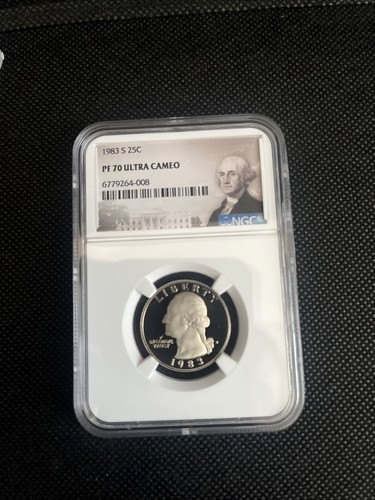 1983 S 25C
PF 70 ULTRA CAMEO
6779264-008
NGC
LIBERTY
IN GOD WE
TRUST
1983